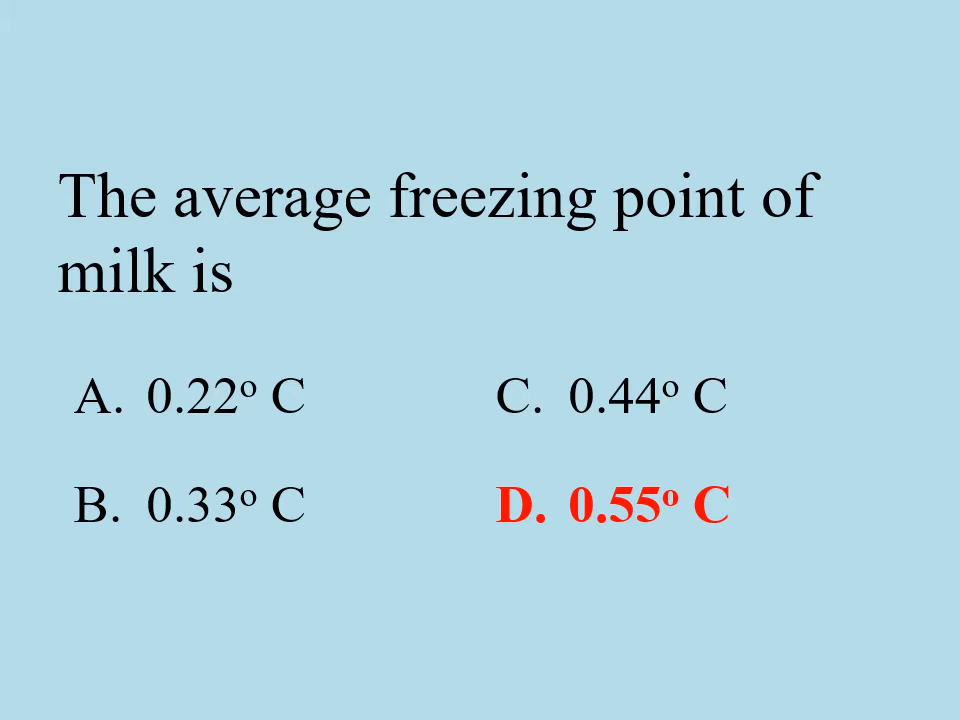 The average freezing point of
milk is
A. 0.22º C
C. 0.44º C
B. 0.33º C
D. 0.55º C